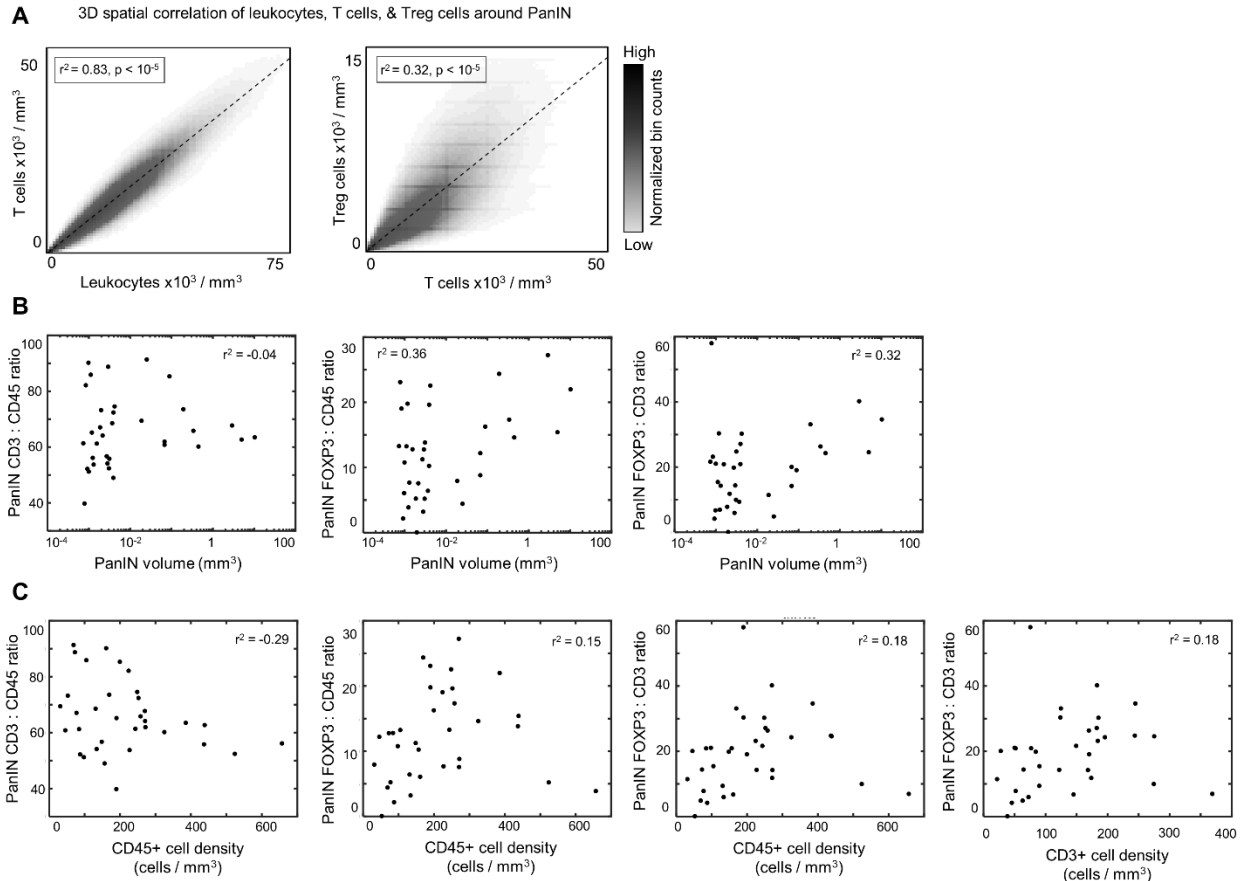 A
3D spatial correlation of leukocytes, T cells, & Treg cells around PanIN
50
r² = 0.83, p < 10⁻⁵
T cells x10³ / mm³
0
0
75
Leukocytes x10³ / mm³
15
r² = 0.32, p < 10⁻⁵
Treg cells x10³ / mm³
0
0
50
T cells x10³ / mm³
High
Normalized bin counts
Low
B
100
80
60
40
PanIN CD3 : CD45 ratio
r² = -0.04
10⁻⁴
10⁻²
1
100
PanIN volume (mm³)
30
20
10
0
PanIN FOXP3 : CD45 ratio
r² = 0.36
10⁻⁴
10⁻²
1
100
PanIN volume (mm³)
60
40
20
0
PanIN FOXP3 : CD3 ratio
r² = 0.32
10⁻⁴
10⁻²
1
100
PanIN volume (mm³)
C
100
80
60
40
PanIN CD3 : CD45 ratio
r² = -0.29
0
200
400
600
CD45+ cell density
(cells / mm³)
30
20
10
0
PanIN FOXP3 : CD45 ratio
r² = 0.15
0
200
400
600
CD45+ cell density
(cells / mm³)
60
40
20
0
PanIN FOXP3 : CD3 ratio
r² = 0.18
0
200
400
600
CD45+ cell density
(cells / mm³)
60
40
20
0
PanIN FOXP3 : CD3 ratio
r² = 0.18
0
100
200
300
400
CD3+ cell density
(cells / mm³)